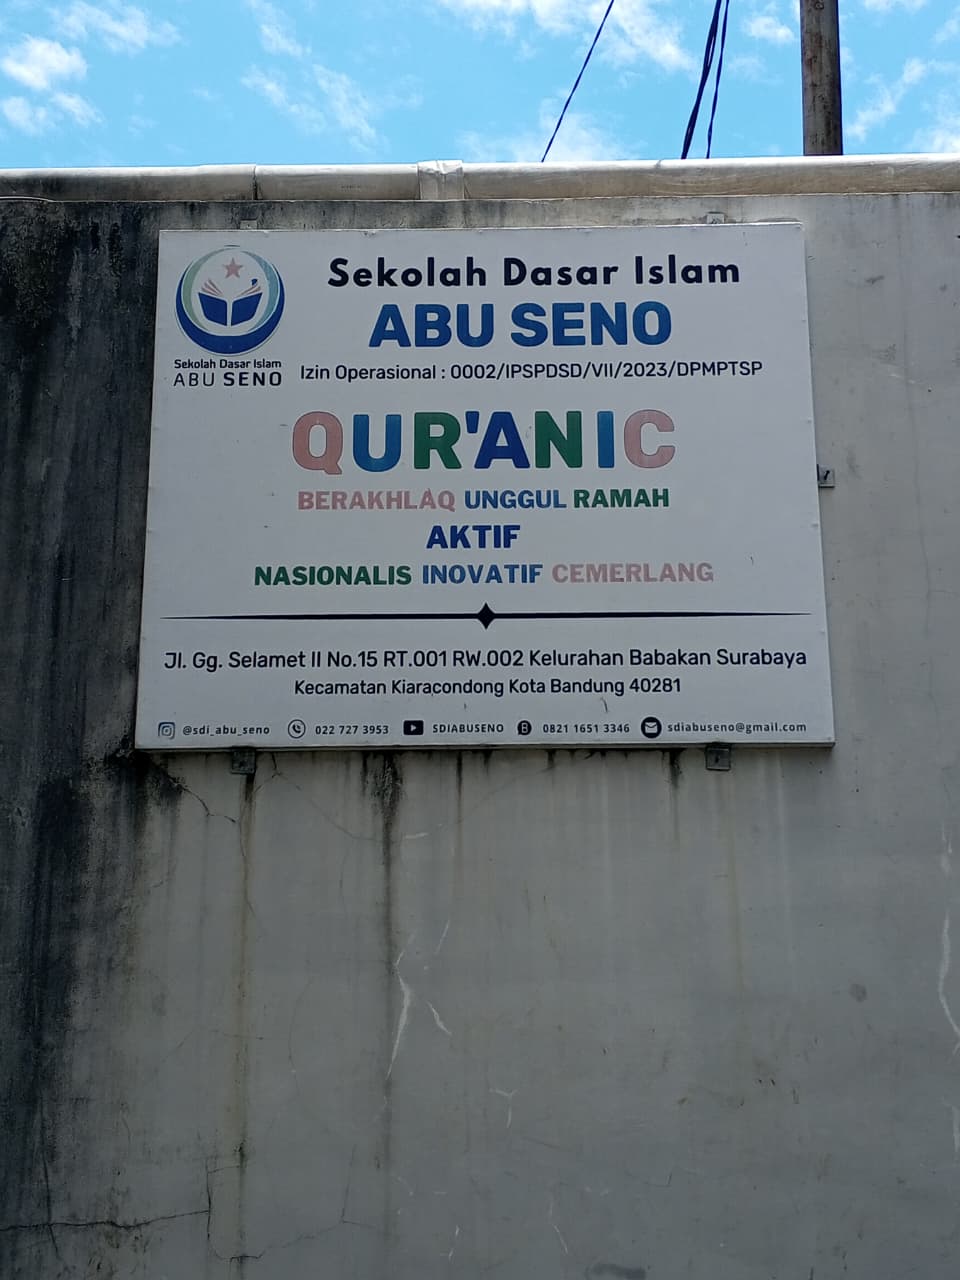 Sekolah Dasar Islam
ABU SENO
Sekolah Dasar Islam
ABU SENO
Izin Operasional : 0002/IPSPDSD/VII/2023/DPMPTSP
QUR'ANIC
BERAKHLAQ UNGGUL RAMAH
AKTIF
NASIONALIS INOVATIF CEMERLANG
Jl. Gg. Selamet II No.15 RT.001 RW.002 Kelurahan Babakan Surabaya
Kecamatan Kiaracondong Kota Bandung 40281
@sdi_abu_seno 022 727 3953 SDIABUSENO 0821 1651 3346 sdiabuseno@gmail.com